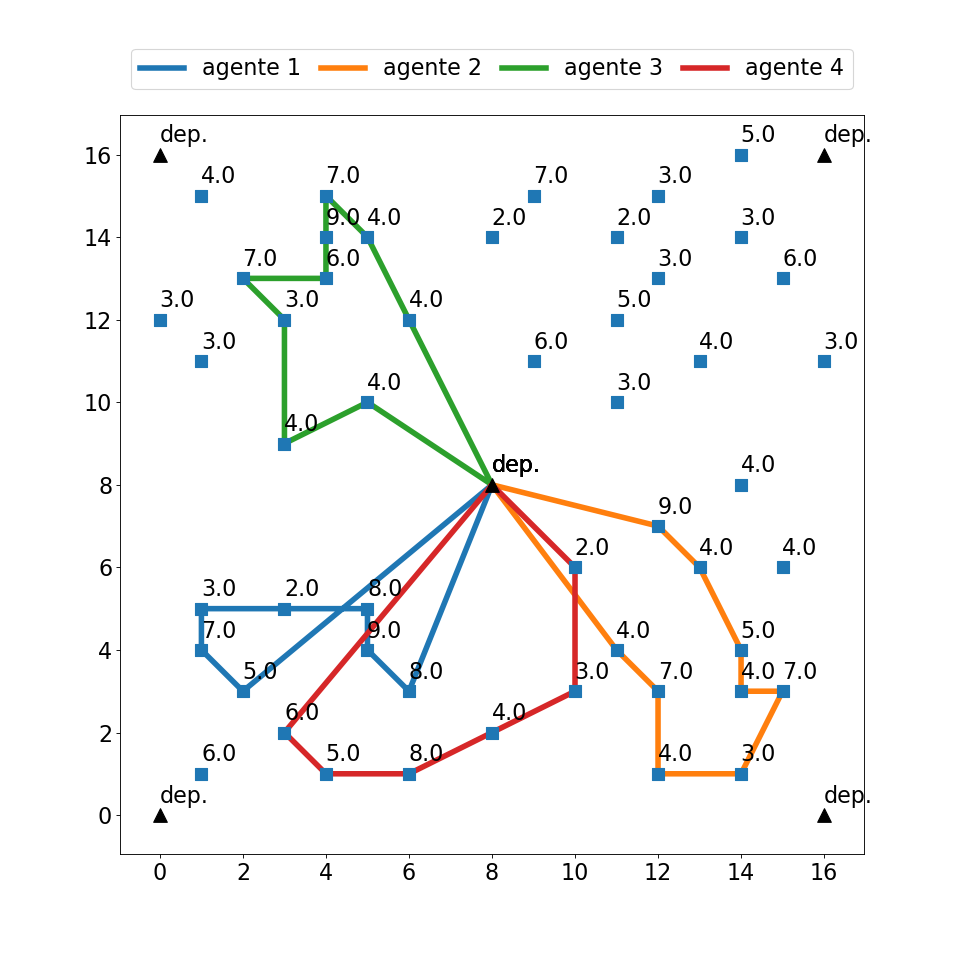 agente 1 agente 2 agente 3 agente 4
dep. 5.0 dep.
16
4.0 7.0 7.0 3.0
9.0 4.0 2.0 2.0 3.0
14
7.0 6.0 3.0 6.0
3.0 3.0 4.0 5.0
12
3.0 6.0 4.0 3.0
4.0 3.0
10
4.0
dep. 4.0
8
9.0
2.0 4.0 4.0
6
3.0 2.0 8.0
7.0 9.0 4.0 5.0
4
5.0 8.0 3.0 7.0 4.0 7.0
6.0 4.0
2
6.0 5.0 8.0 4.0 3.0
dep. dep.
0
0 2 4 6 8 10 12 14 16